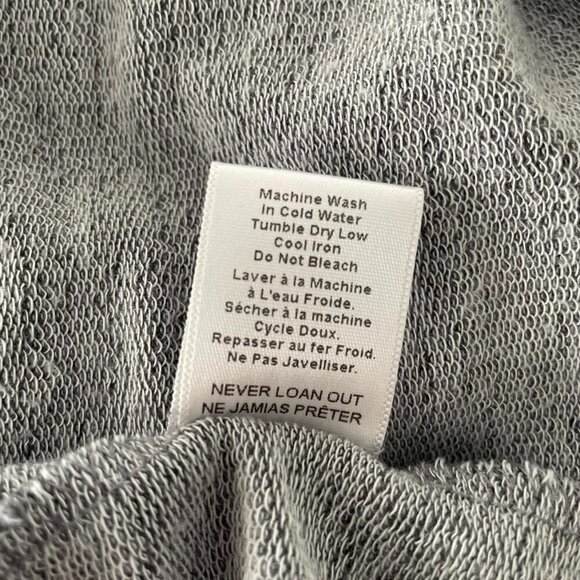 Machine Wash
in Cold Water
Tumble Dry Low
Cool Iron
Do Not Bleach
Laver à la Machine
à L'eau Froide.
Sécher à la machine
Cycle Doux.
Repasser au fer Froid.
Ne Pas Javelliser.
NEVER LOAN OUT
NE JAMIAS PRÊTER